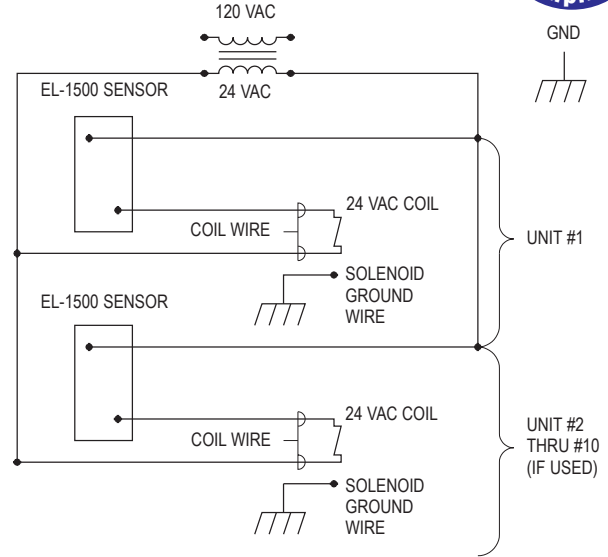 120 VAC
GND
EL-1500 SENSOR
24 VAC
24 VAC COIL
COIL WIRE
UNIT #1
SOLENOID
GROUND
WIRE
EL-1500 SENSOR
24 VAC COIL
COIL WIRE
UNIT #2
THRU #10
(IF USED)
SOLENOID
GROUND
WIRE